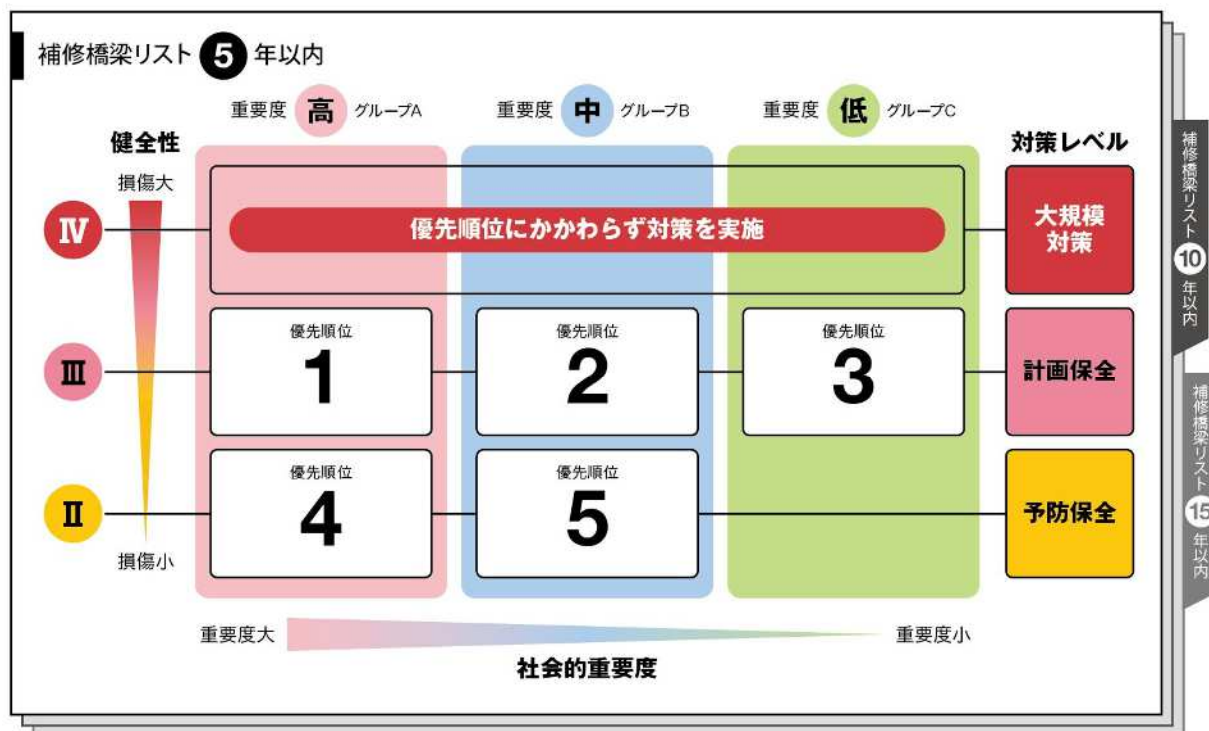 補修橋梁リスト 5 年以内
重要度 高 グループA
重要度 中 グループB
重要度 低 グループC
健全性
対策レベル
損傷大
Ⅳ
優先順位にかかわらず対策を実施
大規模
対策
Ⅲ
優先順位
1
優先順位
2
優先順位
3
計画保全
Ⅱ
優先順位
4
優先順位
5
予防保全
損傷小
重要度大
重要度小
社会的重要度
補修橋梁リスト 10 年以内
補修橋梁リスト 15 年以内